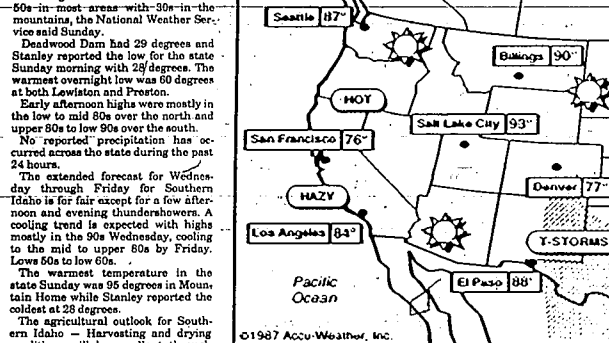 50s in most areas with 30s in the
mountains, the National Weather Ser-
vice said Sunday.
Deadwood Dam had 29 degrees and
Stanley reported the low for the state
Sunday morning with 28 degrees. The
warmest overnight low was 60 degrees
at both Lewiston and Preston.
Early afternoon highs were mostly in
the low to mid 80s over the north and
upper 80s to low 90s over the south.
No reported precipitation has oc-
curred across the state during the past
24 hours.
The extended forecast for Wednes-
day through Friday for Southern
Idaho is for fair except for a few after-
noon and evening thundershowers. A
cooling trend is expected with highs
mostly in the 90s Wednesday, cooling
to the mid to upper 80s by Friday.
Lows 50s to low 60s.
The warmest temperature in the
state Sunday was 95 degrees in Moun-
tain Home while Stanley reported the
coldest at 28 degrees.
The agricultural outlook for South-
ern Idaho — Harvesting and drying
Seattle 87°
Billings 90°
HOT
Salt Lake City 93°
San Francisco 76°
Denver 77°
HAZY
Los Angeles 84°
T-STORMS
El Paso 88°
Pacific
Ocean
©1987 Accu-Weather, Inc.